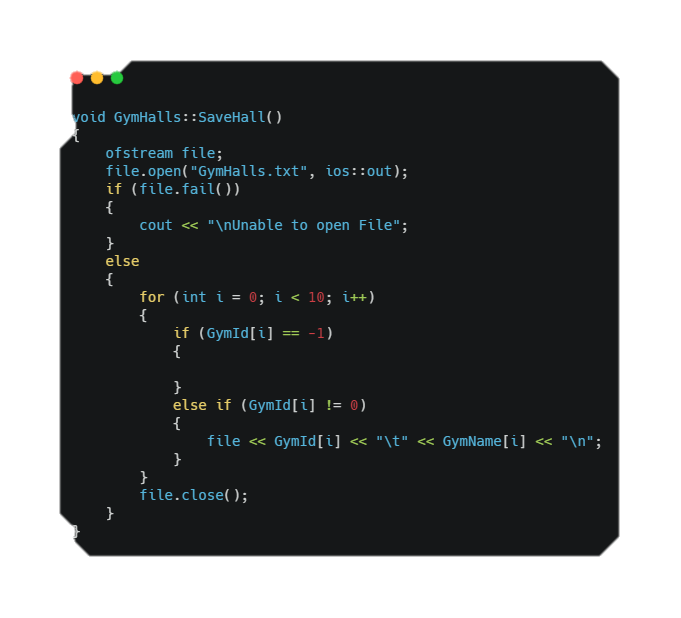 void GymHalls::SaveHall()
{
    ofstream file;
    file.open("GymHalls.txt", ios::out);
    if (file.fail())
    {
        cout << "\nUnable to open File";
    }
    else
    {
        for (int i = 0; i < 10; i++)
        {
            if (GymId[i] == -1)
            {

            }
            else if (GymId[i] != 0)
            {
                file << GymId[i] << "\t" << GymName[i] << "\n";
            }
        }
        file.close();
    }
}